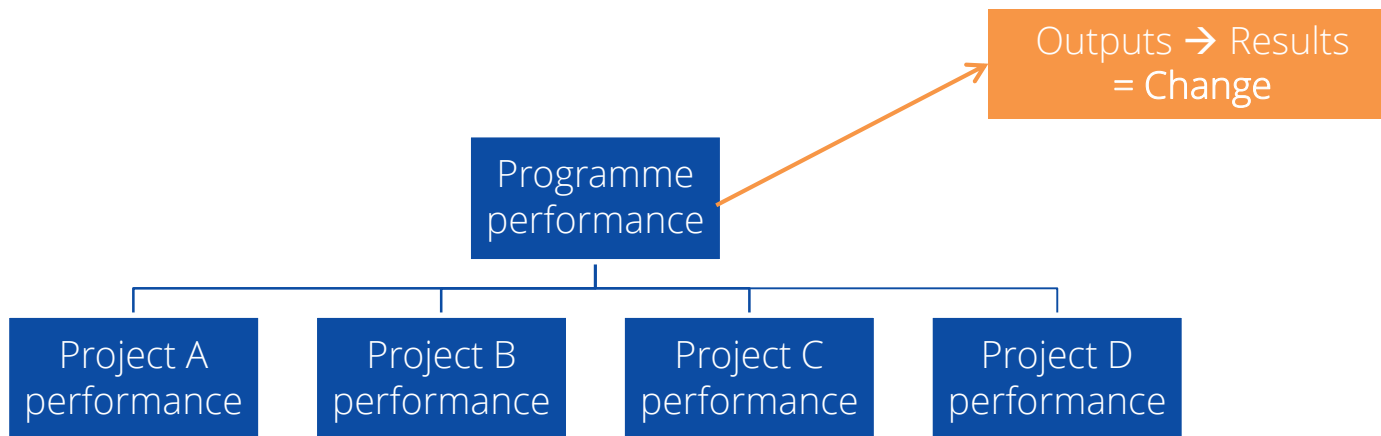 Outputs → Results
= Change
Programme
performance
Project A
performance
Project B
performance
Project C
performance
Project D
performance